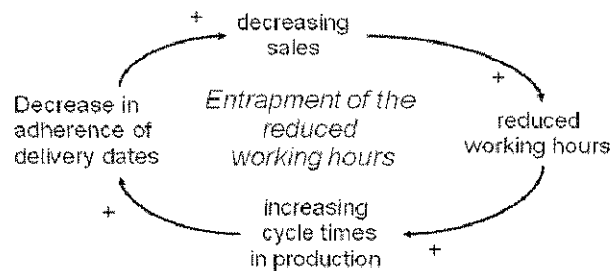 +
decreasing
sales
+
Decrease in
adherence of
delivery dates
Entrapment of the
reduced
working hours
reduced
working hours
+
increasing
cycle times
in production
+